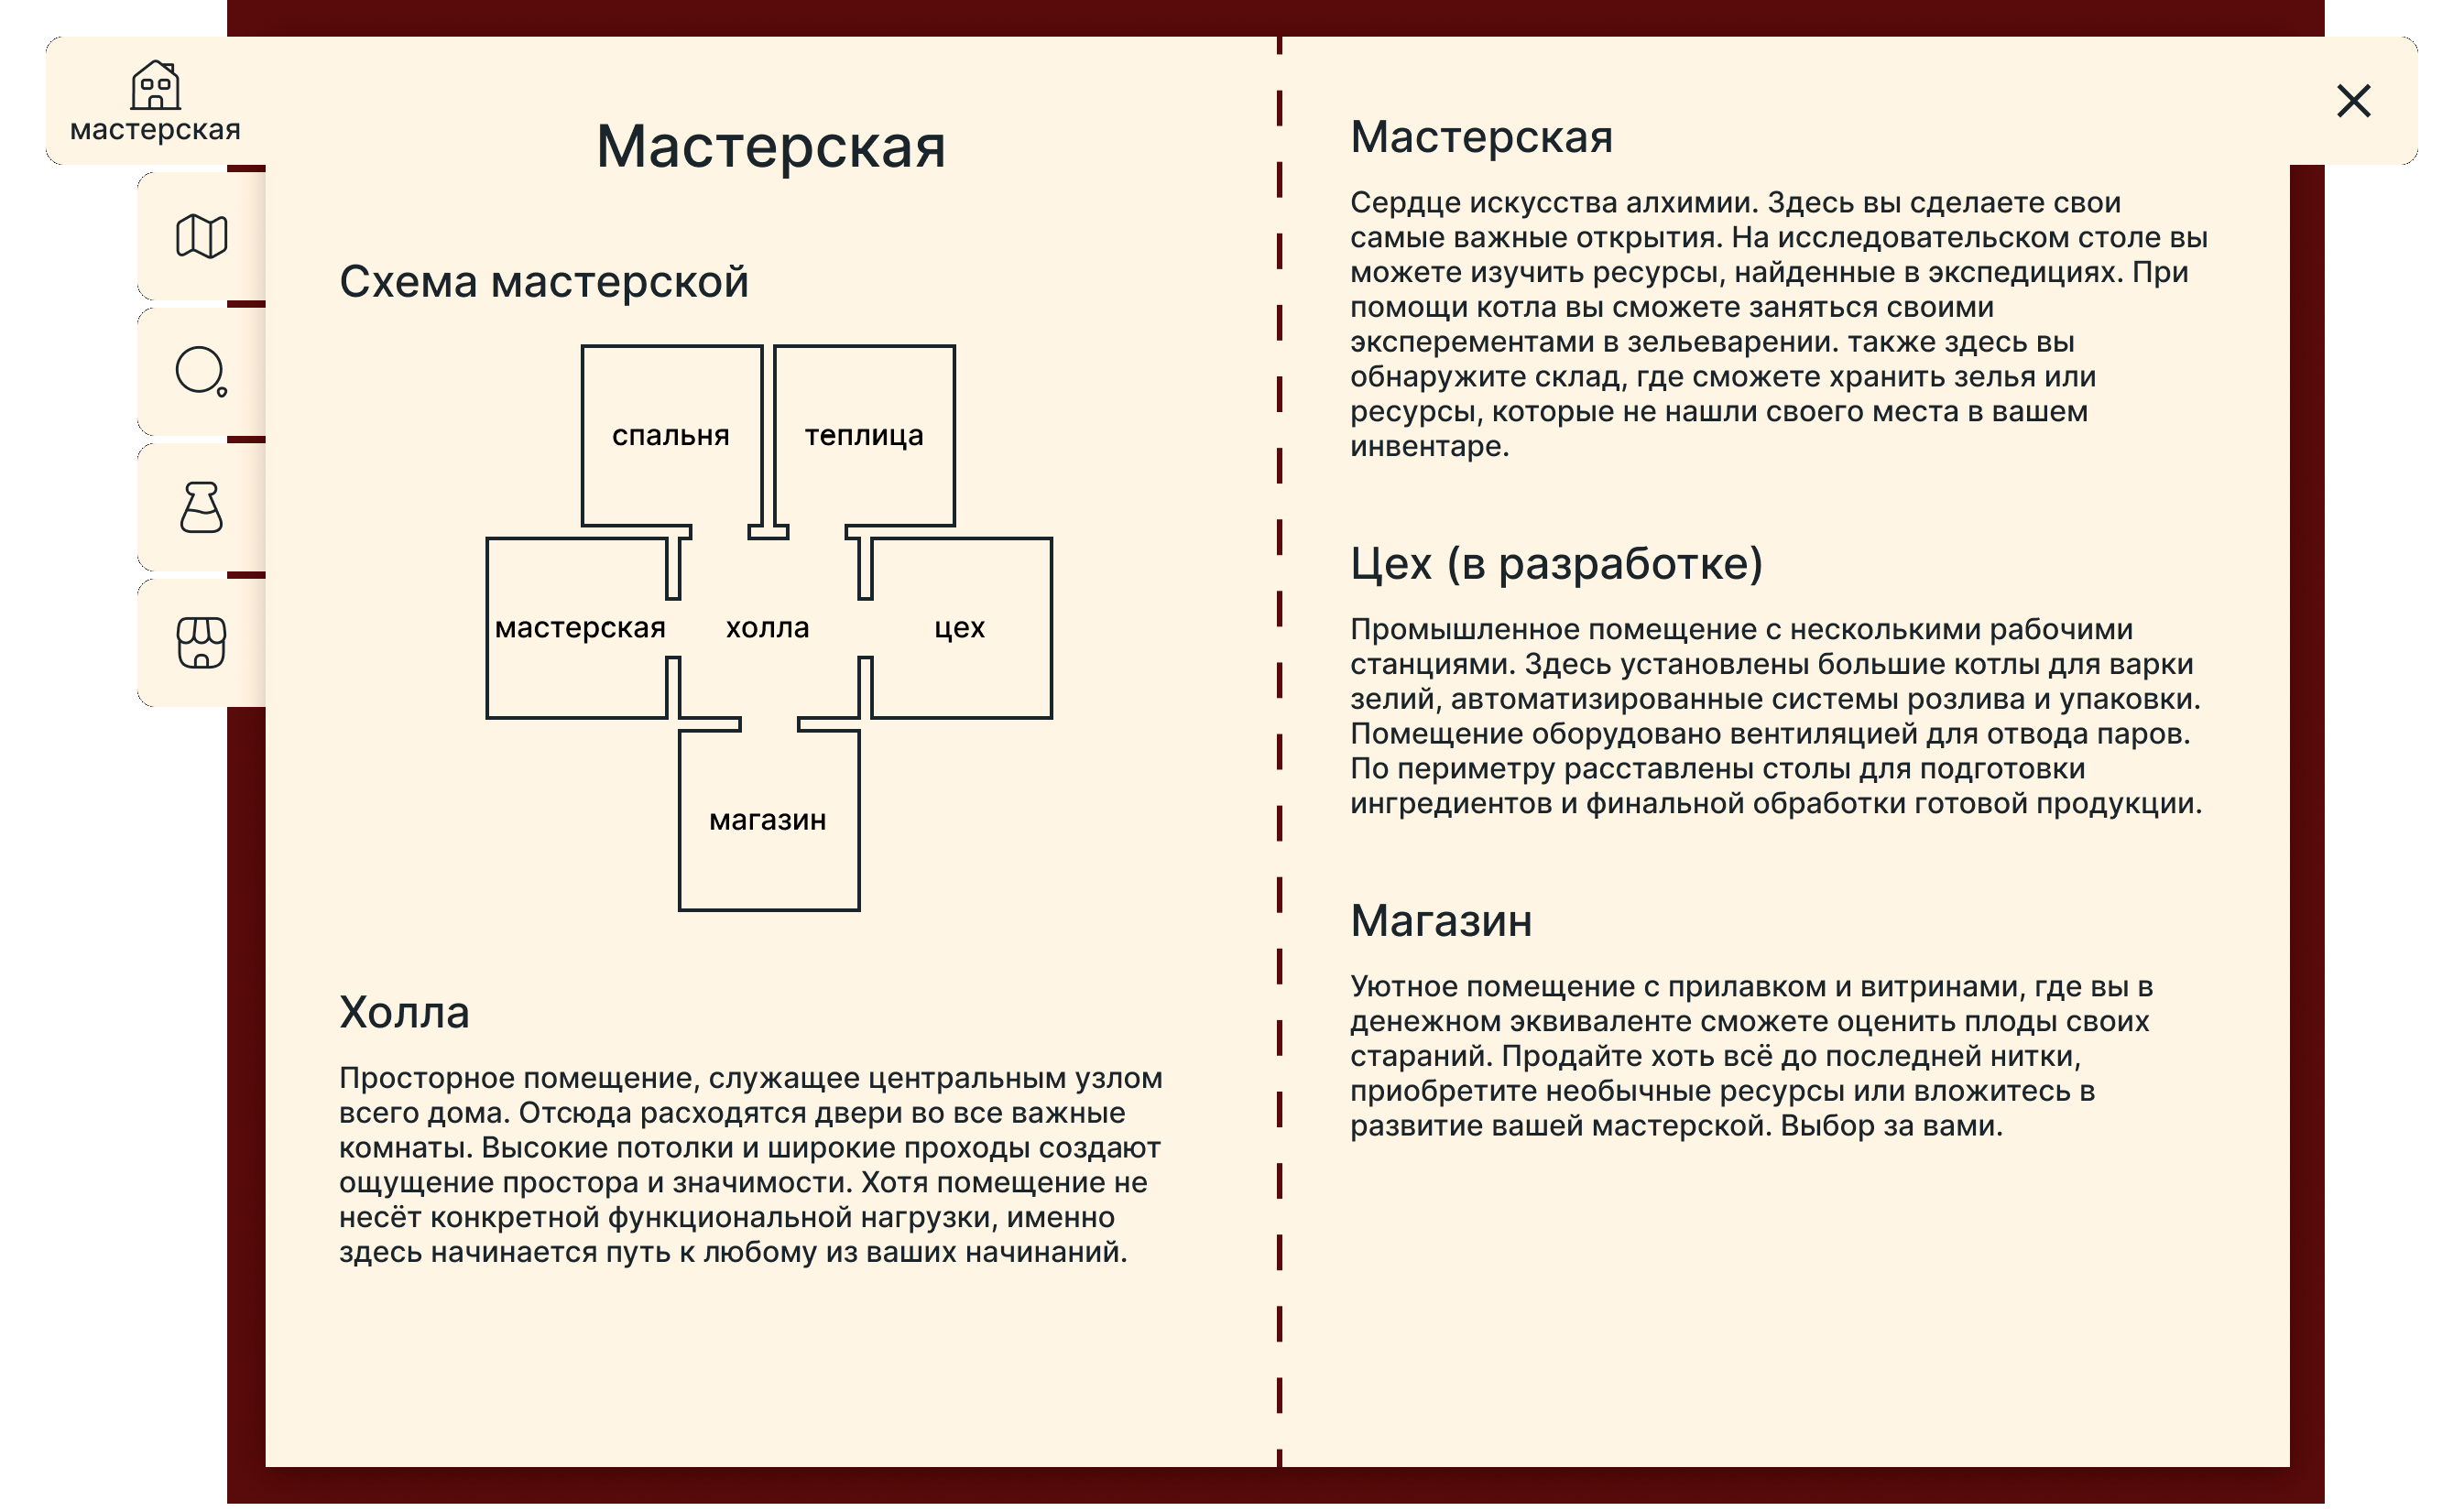 мастерская
Мастерская
Схема мастерской
спальня
теплица
мастерская
холла
цех
магазин
Холла
Просторное помещение, служащее центральным узлом
всего дома. Отсюда расходятся двери во все важные
комнаты. Высокие потолки и широкие проходы создают
ощущение простора и значимости. Хотя помещение не
несёт конкретной функциональной нагрузки, именно
здесь начинается путь к любому из ваших начинаний.
Мастерская
Сердце искусства алхимии. Здесь вы сделаете свои
самые важные открытия. На исследовательском столе вы
можете изучить ресурсы, найденные в экспедициях. При
помощи котла вы сможете заняться своими
эксперементами в зельеварении. также здесь вы
обнаружите склад, где сможете хранить зелья или
ресурсы, которые не нашли своего места в вашем
инвентаре.
Цех (в разработке)
Промышленное помещение с несколькими рабочими
станциями. Здесь установлены большие котлы для варки
зелий, автоматизированные системы розлива и упаковки.
Помещение оборудовано вентиляцией для отвода паров.
По периметру расставлены столы для подготовки
ингредиентов и финальной обработки готовой продукции.
Магазин
Уютное помещение с прилавком и витринами, где вы в
денежном эквиваленте сможете оценить плоды своих
стараний. Продайте хоть всё до последней нитки,
приобретите необычные ресурсы или вложитесь в
развитие вашей мастерской. Выбор за вами.